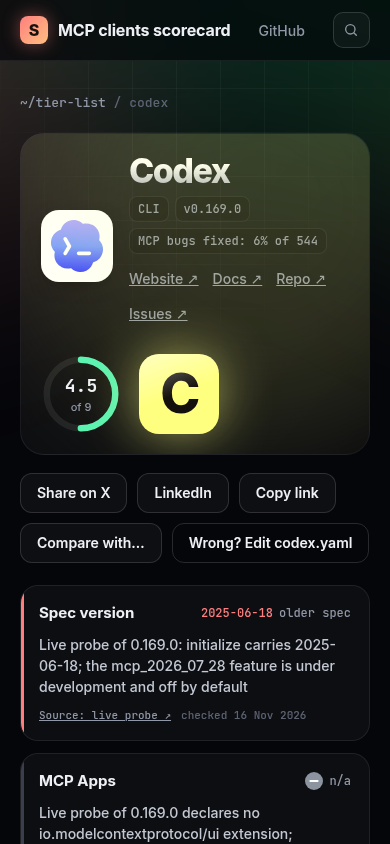 S MCP clients scorecard GitHub
~/tier-list / codex
Codex
CLI v0.169.0
MCP bugs fixed: 6% of 544
Website ↗ Docs ↗ Repo ↗
Issues ↗
4.5
of 9
C
Share on X LinkedIn Copy link
Compare with... Wrong? Edit codex.yaml
Spec version 2025-06-18 older spec
Live probe of 0.169.0: initialize carries 2025-
06-18; the mcp_2026_07_28 feature is under
development and off by default
Source: live probe ↗ checked 16 Nov 2026
MCP Apps n/a
Live probe of 0.169.0 declares no
io.modelcontextprotocol/ui extension;